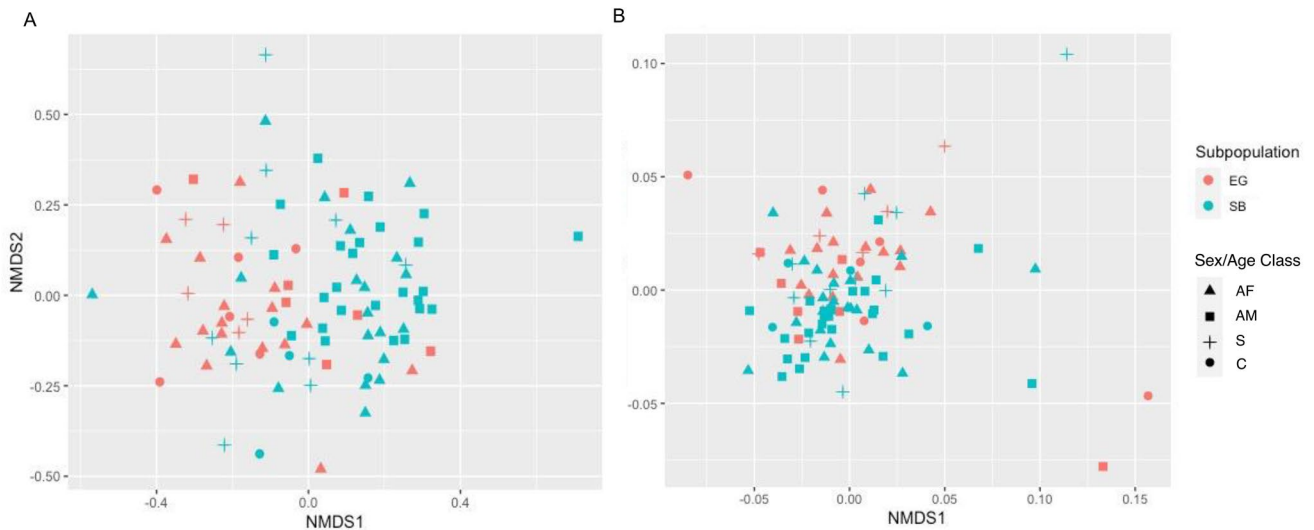 A
B
0.50
0.25
0.00
-0.25
-0.50
NMDS2
-0.4
0.0
0.4
NMDS1
0.10
0.05
0.00
-0.05
-0.05
0.00
0.05
0.10
0.15
NMDS1
Subpopulation
EG
SB
Sex/Age Class
AF
AM
S
C